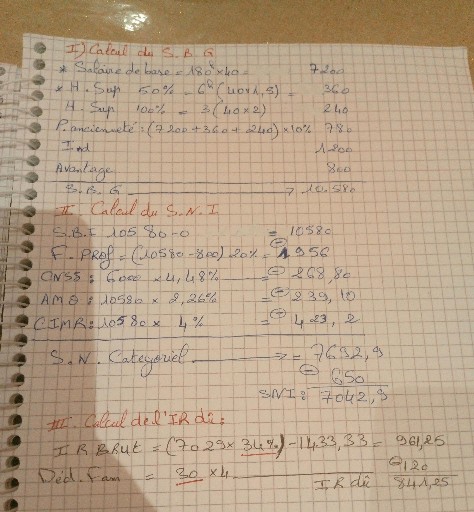 I) Calcul du S.B.G
* Salaire de base = 180h × 40 = 7200
* H. Sup 50% = 6h (40 × 1,5) = 360
H. Sup 100% = 3(40 × 2) 240
P. ancienneté : (7200 + 360 + 240) × 10% 780
Ind 1200
Avantage 800
S.B.G → 10.580
II. Calcul du S.N.I
S.B.I 10580 - 0 = 10580
F. PROf = (10580 - 800) 20% = ⊖ 1956
CNSS : 6000 × 4,48% = ⊖ 268,80
AMO : 10580 × 2,26% = ⊖ 239,10
CIMR : 10580 × 4% = ⊖ 423,2
S.N. Categoriel → = 7692,9
⊖ 650
SNI : 7042,9
III. Calcul de l'IR dû :
IR BRUt = (7029 × 34%) - 1433,33 = 961,25
Déd. Fam = 30 × 4 ⊖ 120
IR dû 841,25